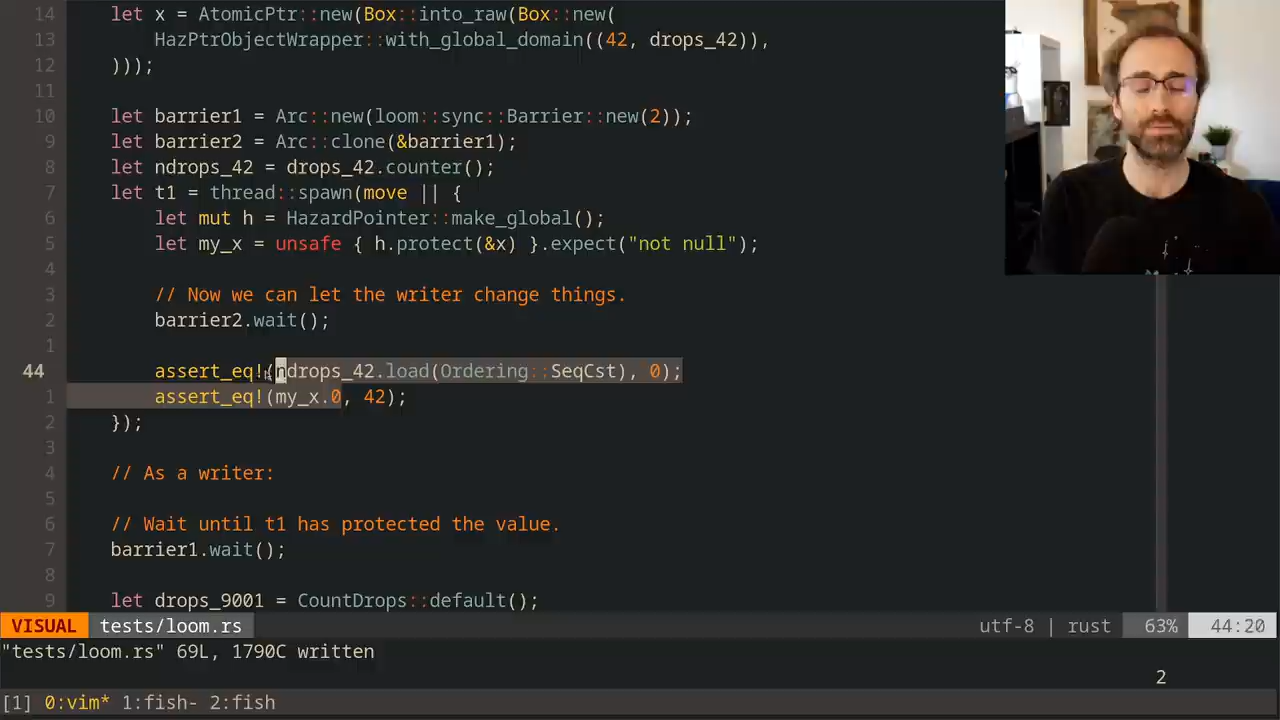 14 let x = AtomicPtr::new(Box::into_raw(Box::new(
13 HazPtrObjectWrapper::with_global_domain((42, drops_42)),
12 )));
11
10 let barrier1 = Arc::new(loom::sync::Barrier::new(2));
9 let barrier2 = Arc::clone(&barrier1);
8 let ndrops_42 = drops_42.counter();
7 let t1 = thread::spawn(move || {
6 let mut h = HazardPointer::make_global();
5 let my_x = unsafe { h.protect(&x) }.expect("not null");
4
3 // Now we can let the writer change things.
2 barrier2.wait();
1
44 assert_eq!(ndrops_42.load(Ordering::SeqCst), 0);
1 assert_eq!(my_x.0, 42);
2 });
3
4 // As a writer:
5
6 // Wait until t1 has protected the value.
7 barrier1.wait();
8
9 let drops_9001 = CountDrops::default();
VISUAL tests/loom.rs utf-8 | rust 63% 44:20
"tests/loom.rs" 69L, 1790C written
2
[1] 0:vim* 1:fish- 2:fish